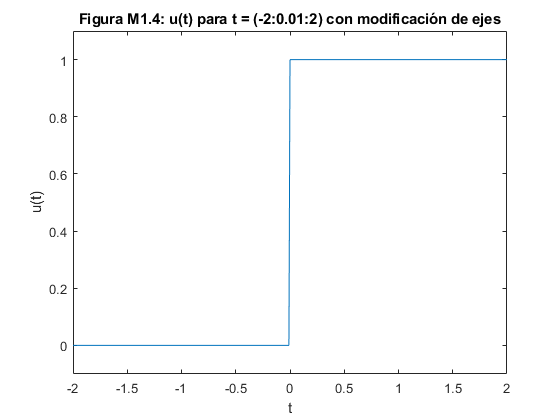 Figura M1.4: u(t) para t = (-2:0.01:2) con modificación de ejes
1
0.8
0.6
0.4
0.2
0
u(t)
-2 -1.5 -1 -0.5 0 0.5 1 1.5 2
t